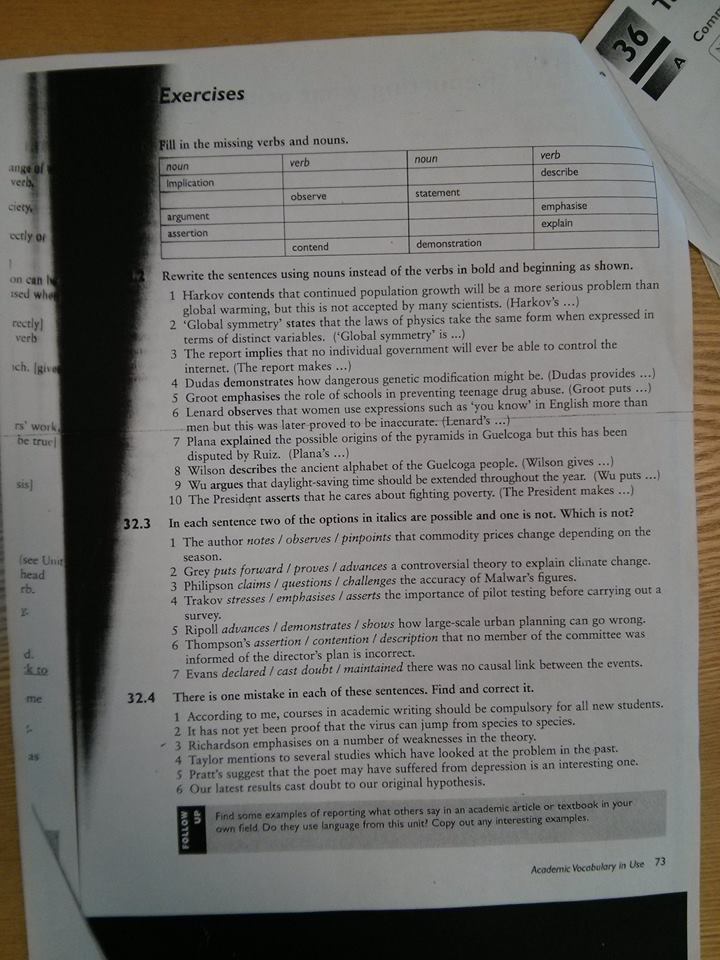 36
A
Com
Exercises
Fill in the missing verbs and nouns.
noun verb noun verb
Implication describe
observe statement
argument emphasise
assertion explain
contend demonstration
ange of
verb,
ciety,
ectly or
on can
ised whe
rectly]
verb
ich. [give
rs' work,
be true]
sis]
(see Unit
head
rb.
d.
k to
me
as
2 Rewrite the sentences using nouns instead of the verbs in bold and beginning as shown.
1 Harkov contends that continued population growth will be a more serious problem than
global warming, but this is not accepted by many scientists. (Harkov's ...)
2 'Global symmetry' states that the laws of physics take the same form when expressed in
terms of distinct variables. ('Global symmetry' is ...)
3 The report implies that no individual government will ever be able to control the
internet. (The report makes ...)
4 Dudas demonstrates how dangerous genetic modification might be. (Dudas provides ...)
5 Groot emphasises the role of schools in preventing teenage drug abuse. (Groot puts ...)
6 Lenard observes that women use expressions such as 'you know' in English more than
men but this was later proved to be inaccurate. (Lenard's ...)
7 Plana explained the possible origins of the pyramids in Guelcoga but this has been
disputed by Ruiz. (Plana's ...)
8 Wilson describes the ancient alphabet of the Guelcoga people. (Wilson gives ...)
9 Wu argues that daylight-saving time should be extended throughout the year. (Wu puts ...)
10 The President asserts that he cares about fighting poverty. (The President makes ...)
32.3 In each sentence two of the options in italics are possible and one is not. Which is not?
1 The author notes / observes / pinpoints that commodity prices change depending on the
season.
2 Grey puts forward / proves / advances a controversial theory to explain climate change.
3 Philipson claims / questions / challenges the accuracy of Malwar's figures.
4 Trakov stresses / emphasises / asserts the importance of pilot testing before carrying out a
survey.
5 Ripoll advances / demonstrates / shows how large-scale urban planning can go wrong.
6 Thompson's assertion / contention / description that no member of the committee was
informed of the director's plan is incorrect.
7 Evans declared / cast doubt / maintained there was no causal link between the events.
32.4 There is one mistake in each of these sentences. Find and correct it.
1 According to me, courses in academic writing should be compulsory for all new students.
2 It has not yet been proof that the virus can jump from species to species.
3 Richardson emphasises on a number of weaknesses in the theory.
4 Taylor mentions to several studies which have looked at the problem in the past.
5 Pratt's suggest that the poet may have suffered from depression is an interesting one.
6 Our latest results cast doubt to our original hypothesis.
FOLLOW UP
Find some examples of reporting what others say in an academic article or textbook in your
own field. Do they use language from this unit? Copy out any interesting examples.
Academic Vocabulary in Use 73